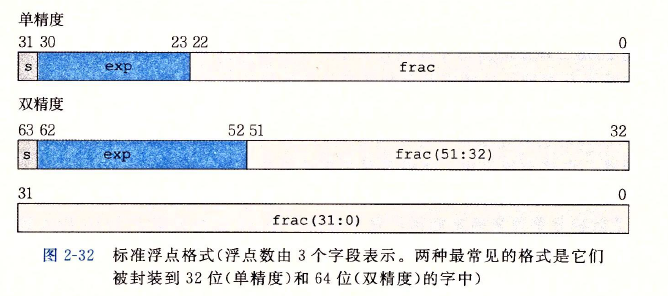 单精度
31 30 23 22 0
s exp frac
双精度
63 62 52 51 32
s exp frac(51:32)
31 0
frac(31:0)
图 2-32 标准浮点格式(浮点数由 3 个字段表示。两种最常见的格式是它们
被封装到 32 位(单精度)和 64 位(双精度)的字中)